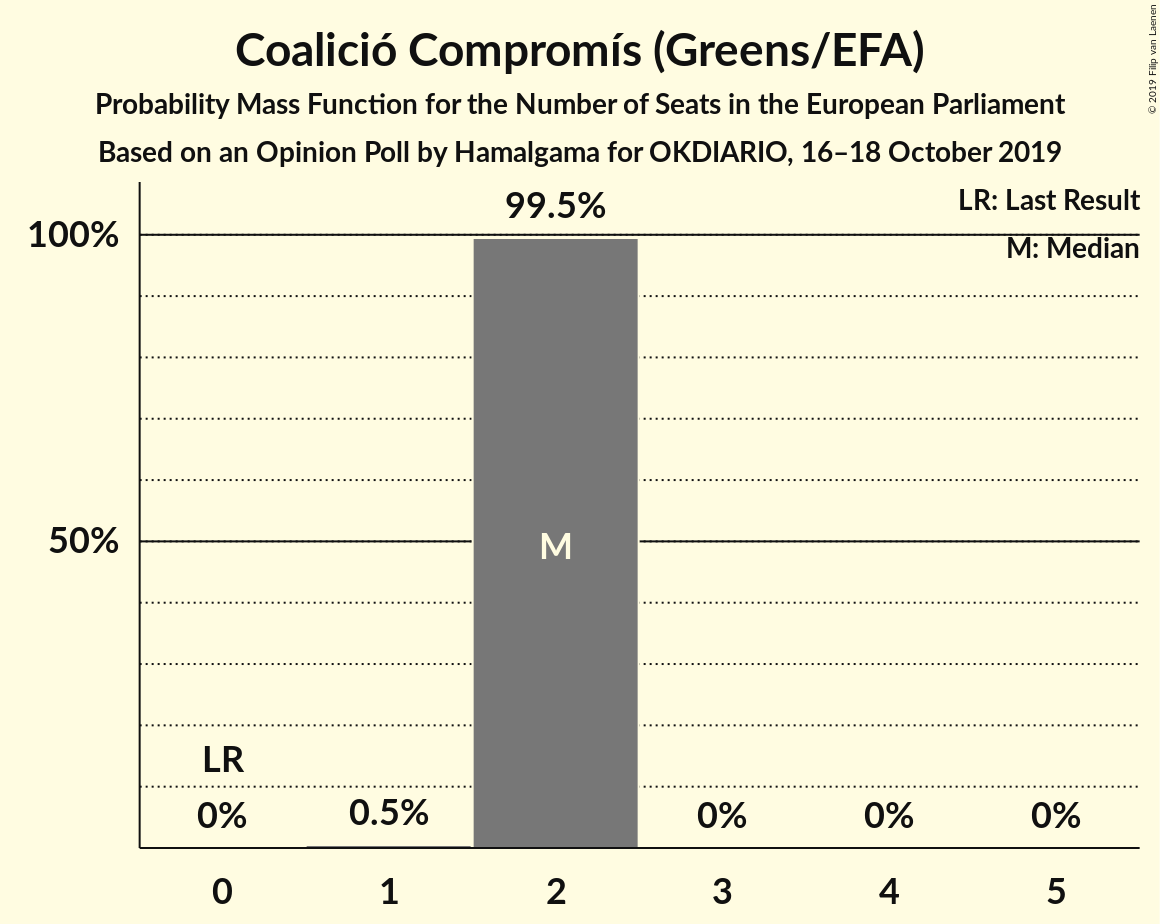 Coalició Compromís (Greens/EFA)
Probability Mass Function for the Number of Seats in the European Parliament
Based on an Opinion Poll by Hamalgama for OKDIARIO, 16–18 October 2019
© 2019 Filip van Laenen
LR: Last Result
M: Median
99.5%
100%
50%
M
LR
0%
0.5%
0%
0%
0%
0 1 2 3 4 5